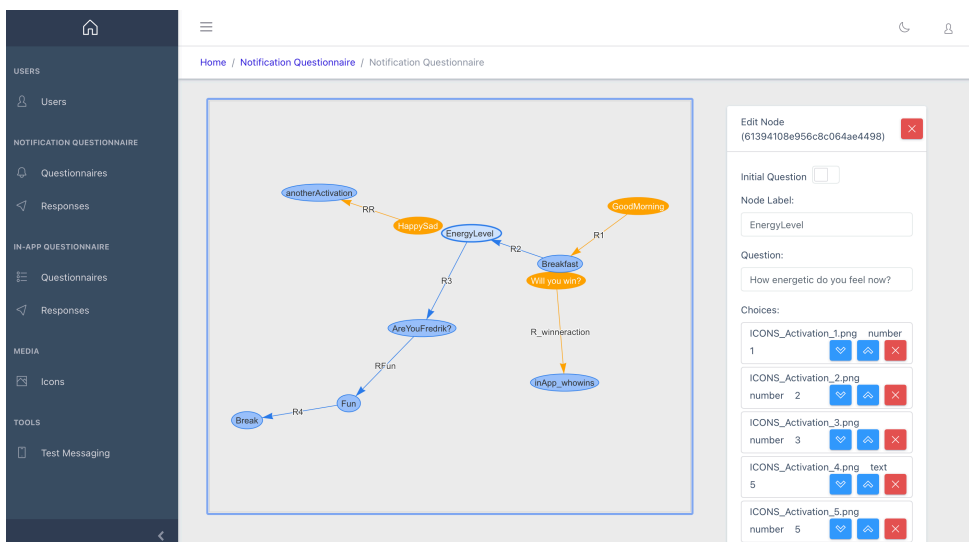 Home / Notification Questionnaire / Notification Questionnaire
USERS
Users
NOTIFICATION QUESTIONNAIRE
Questionnaires
Responses
IN-APP QUESTIONNAIRE
Questionnaires
Responses
MEDIA
Icons
TOOLS
Test Messaging
anotherActivation
RR
HappySad
GoodMorning
EnergyLevel
R1
R2
Breakfast
Will you win?
R3
AreYouFredrik?
R_winneraction
RFun
inApp_whowins
Fun
R4
Break
Edit Node
(61394108e956c8c064ae4498)
Initial Question
Node Label:
EnergyLevel
Question:
How energetic do you feel now?
Choices:
ICONS_Activation_1.png number
1
ICONS_Activation_2.png
number 2
ICONS_Activation_3.png
number 3
ICONS_Activation_4.png text
5
ICONS_Activation_5.png
number 5